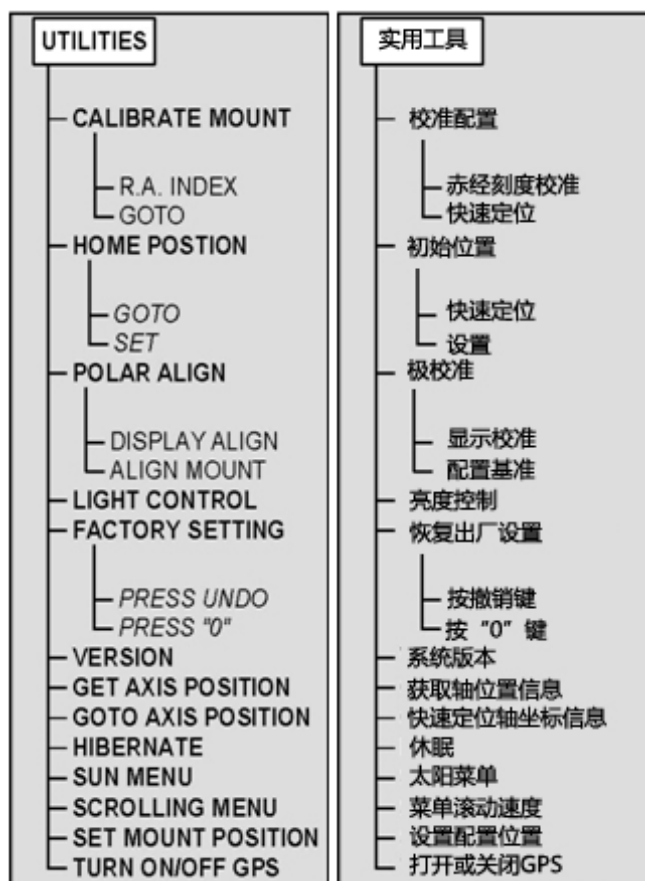 UTILITIES
CALIBRATE MOUNT
R.A. INDEX
GOTO
HOME POSTION
GOTO
SET
POLAR ALIGN
DISPLAY ALIGN
ALIGN MOUNT
LIGHT CONTROL
FACTORY SETTING
PRESS UNDO
PRESS "0"
VERSION
GET AXIS POSITION
GOTO AXIS POSITION
HIBERNATE
SUN MENU
SCROLLING MENU
SET MOUNT POSITION
TURN ON/OFF GPS
实用工具
校准配置
赤经刻度校准
快速定位
初始位置
快速定位
设置
极校准
显示校准
配置基准
亮度控制
恢复出厂设置
按撤销键
按“0”键
系统版本
获取轴位置信息
快速定位轴坐标信息
休眠
太阳菜单
菜单滚动速度
设置配置位置
打开或关闭GPS